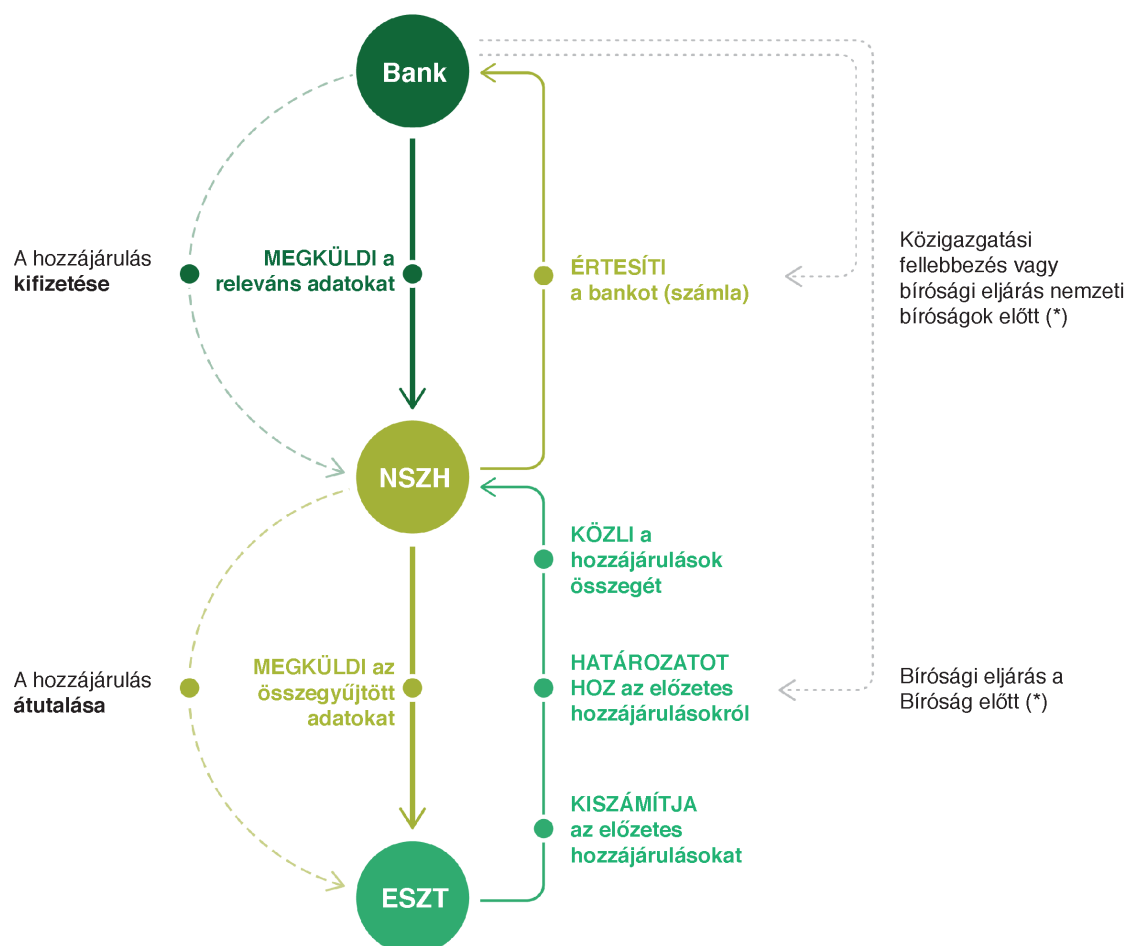 Bank
A hozzájárulás
kifizetése
MEGKÜLDI a
releváns adatokat
ÉRTESÍTI
a bankot (számla)
Közigazgatási
fellebbezés vagy
bírósági eljárás nemzeti
bíróságok előtt (*)
NSZH
KÖZLI a
hozzájárulások
összegét
A hozzájárulás
átutalása
MEGKÜLDI az
összegyűjtött
adatokat
HATÁROZATOT
HOZ az előzetes
hozzájárulásokról
Bírósági eljárás a
Bíróság előtt (*)
KISZÁMÍTJA
az előzetes
hozzájárulásokat
ESZT